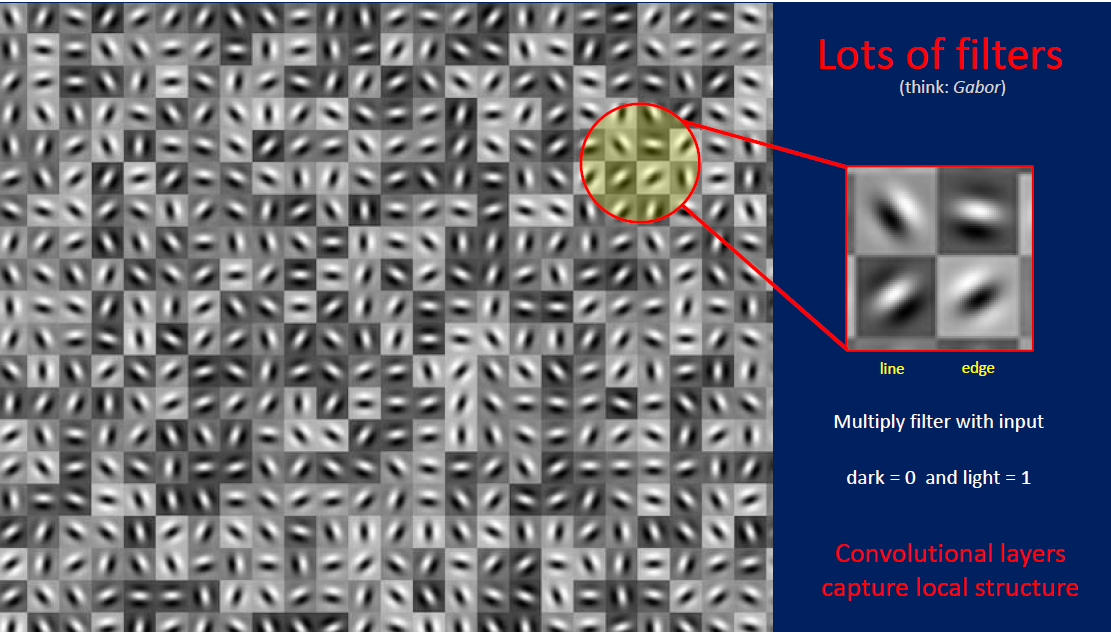 Lots of filters
(think: Gabor)
line edge
Multiply filter with input
dark = 0 and light = 1
Convolutional layers
capture local structure